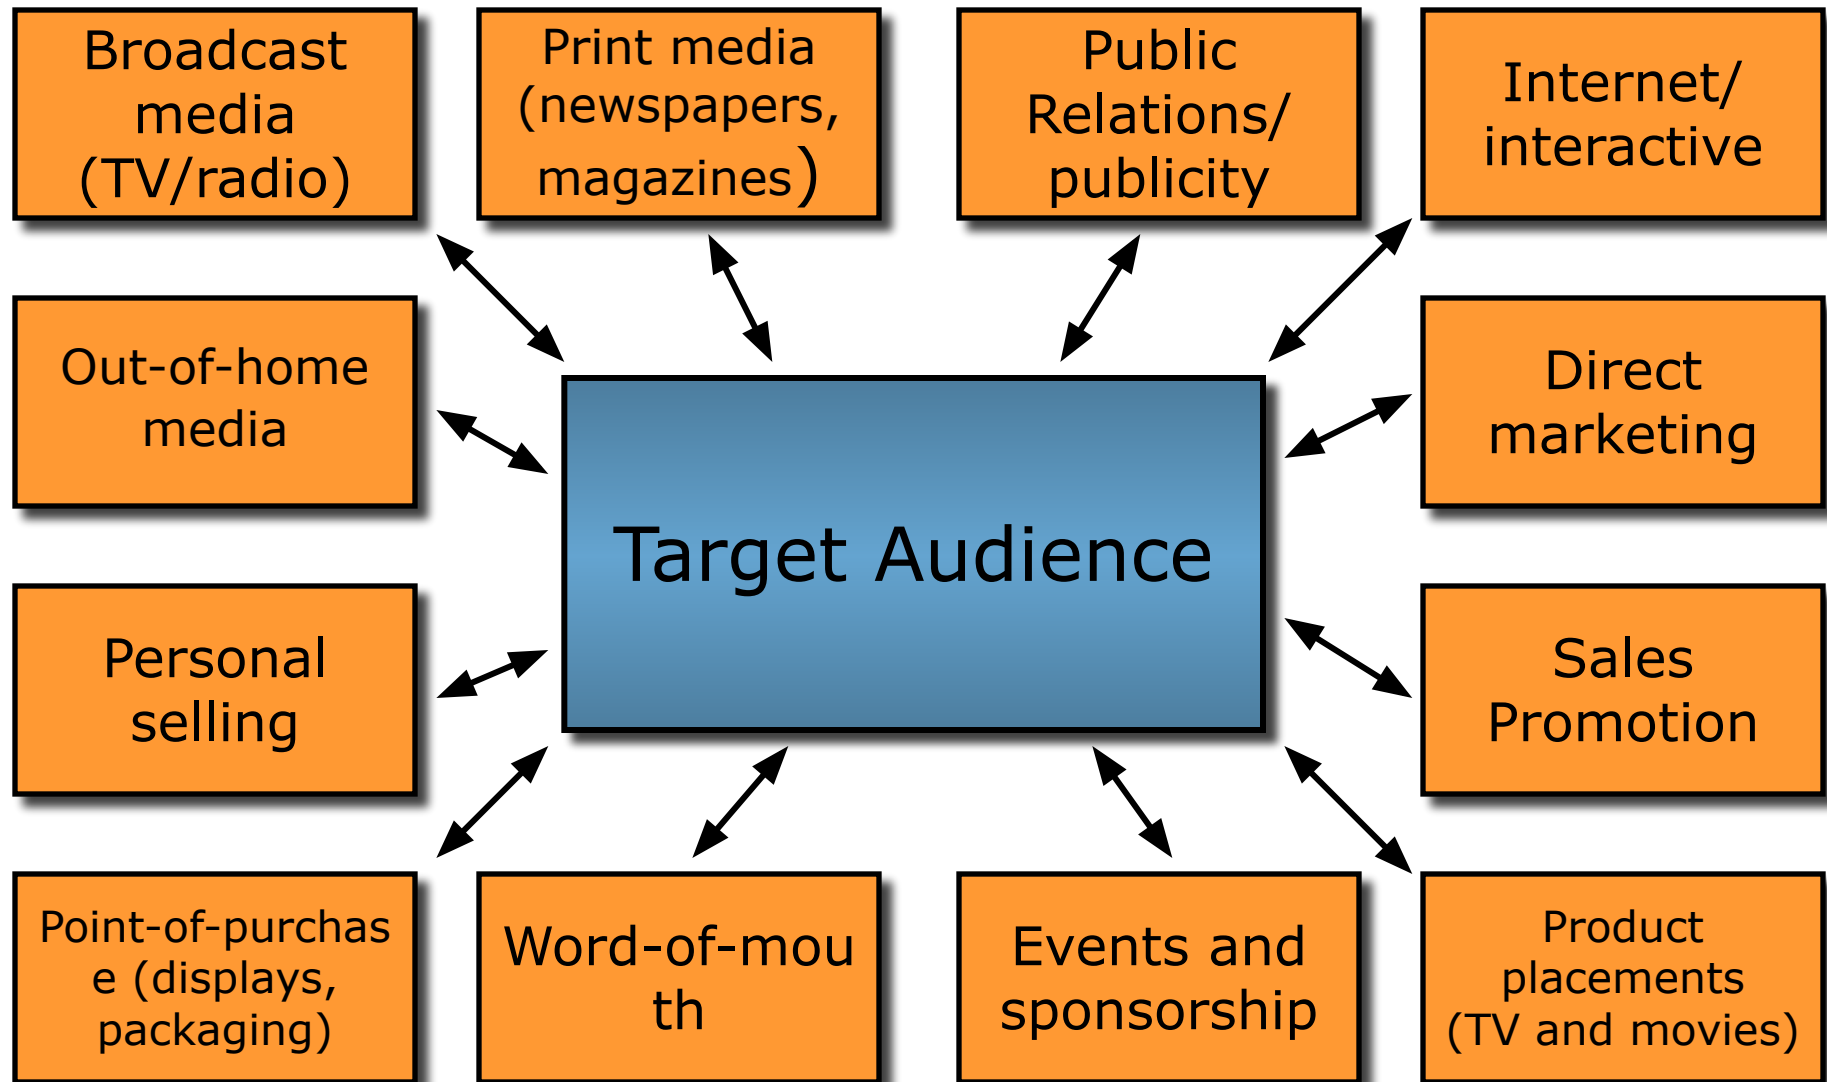 Broadcast
media
(TV/radio)
Print media
(newspapers,
magazines)
Public
Relations/
publicity
Internet/
interactive
Out-of-home
media
Direct
marketing
Target Audience
Personal
selling
Sales
Promotion
Point-of-purchas
e (displays,
packaging)
Word-of-mou
th
Events and
sponsorship
Product
placements
(TV and movies)